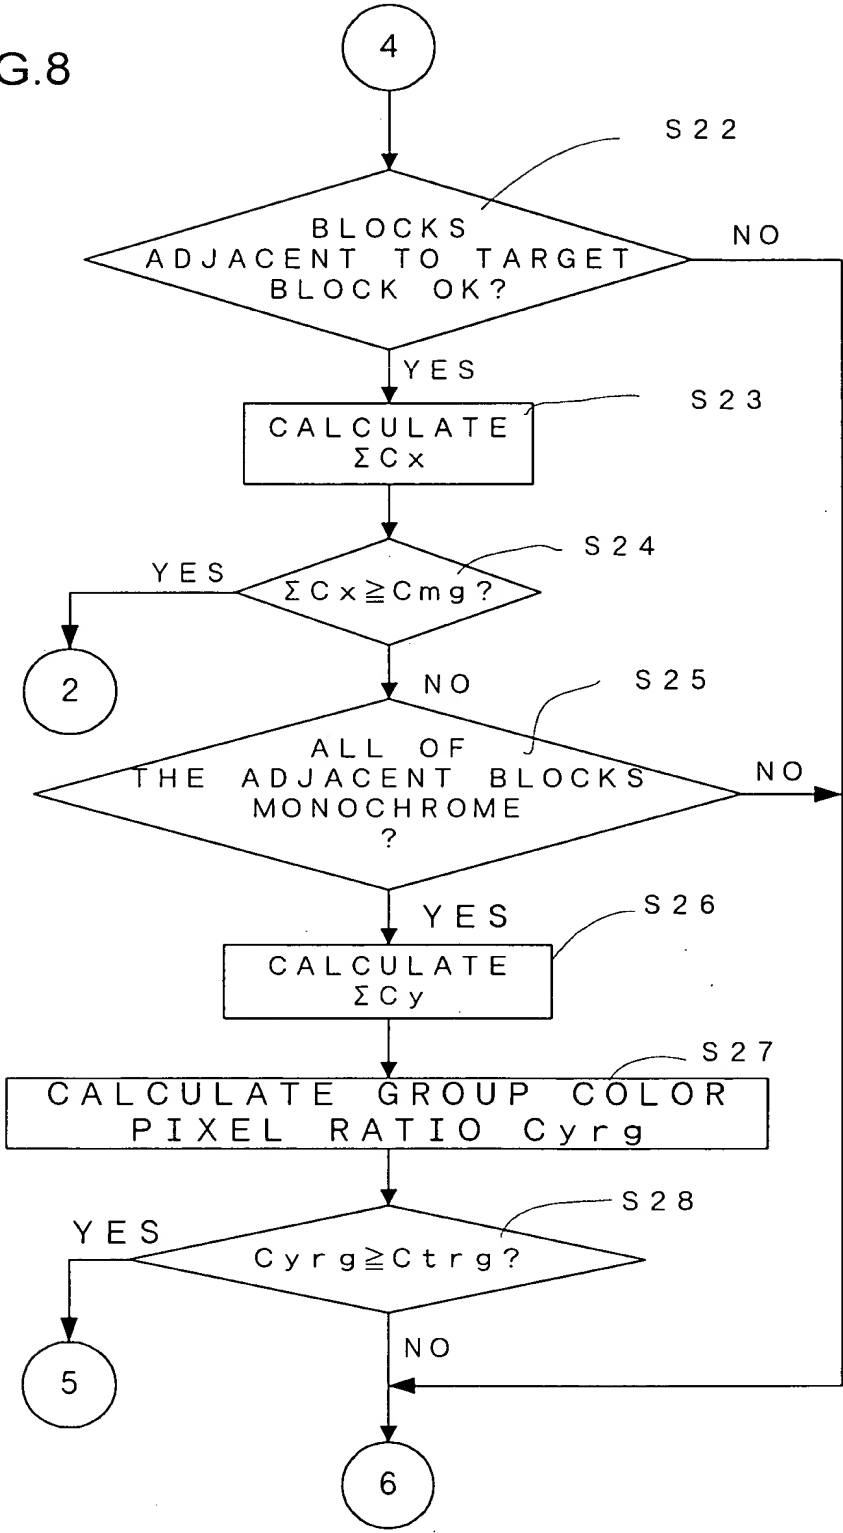 G.8
4
S22
BLOCKS
ADJACENT TO TARGET
BLOCK OK?
NO
YES
S23
CALCULATE
ΣCx
S24
YES
ΣCx≧Cmg?
2
NO
S25
ALL OF
THE ADJACENT BLOCKS
MONOCHROME
?
NO
YES
S26
CALCULATE
ΣCy
S27
CALCULATE GROUP COLOR
PIXEL RATIO Cyrg
S28
YES
Cyrg≧Ctrg?
NO
5
6